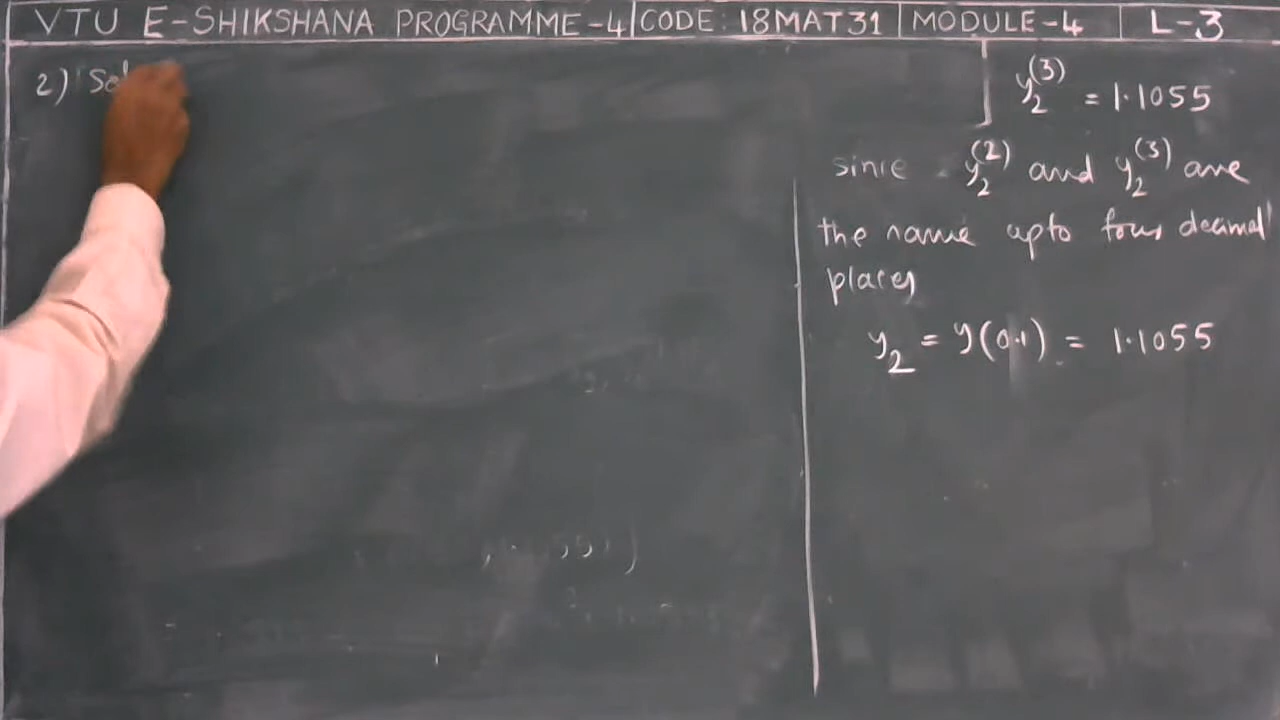 VTU E-SHIKSHANA PROGRAMME-4 CODE: 18MAT31 MODULE-4 L-3
2) Sol
y₂⁽³⁾ = 1.1055
since y₂⁽²⁾ and y₂⁽³⁾ are
the same upto four decimal
places
y₂ = y(0.1) = 1.1055